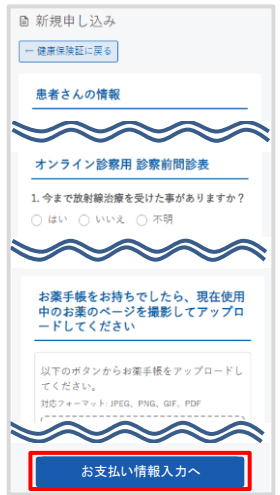 新規申し込み
← 健康保険証に戻る
患者さんの情報
オンライン診察用 診察前問診表
1. 今まで放射線治療を受けた事がありますか？
はい いいえ 不明
お薬手帳をお持ちでしたら、現在使用
中のお薬のページを撮影してアップロ
ードしてください
以下のボタンからお薬手帳をアップロードし
てください。
対応フォーマット: JPEG、PNG、GIF、PDF
お支払い情報入力へ